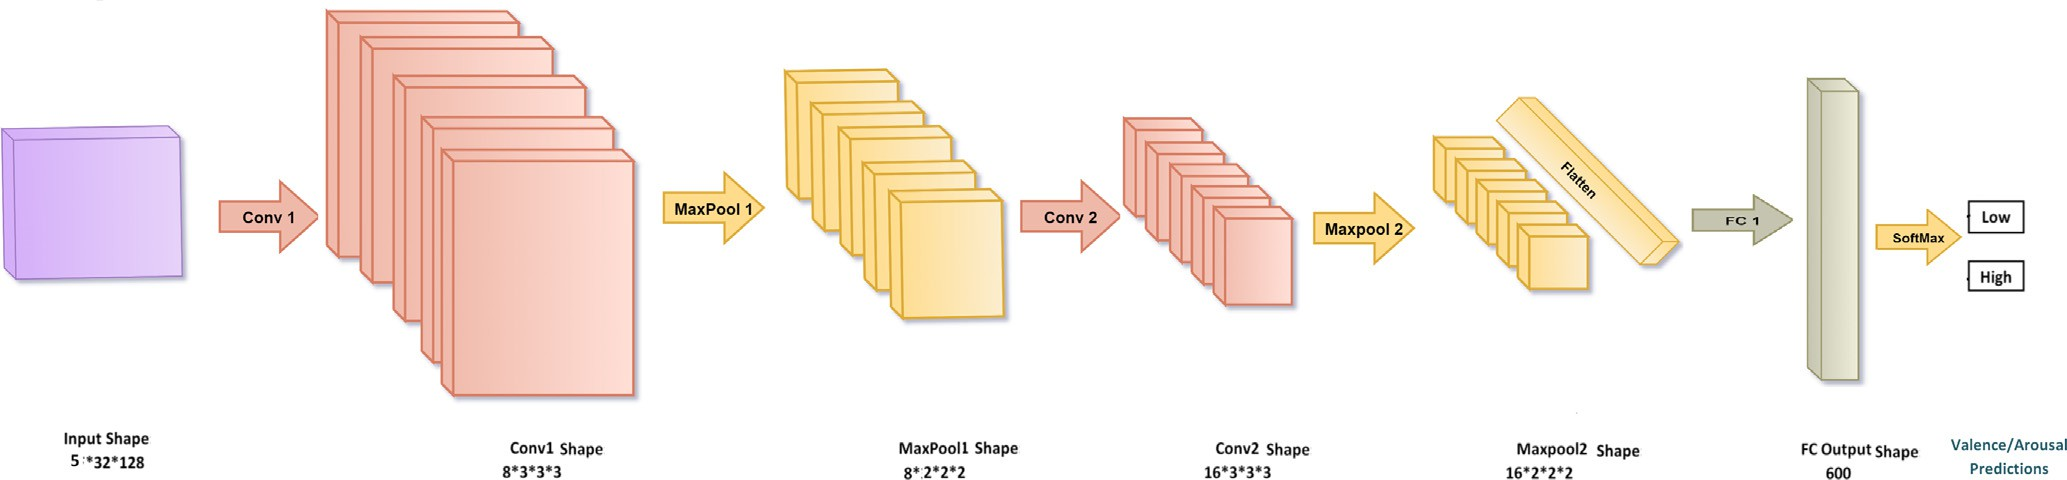 Conv 1
MaxPool 1
Conv 2
Maxpool 2
Flatten
FC 1
SoftMax
Low
High
Input Shape
5 *32*128
Conv1 Shape
8*3*3*3
MaxPool1 Shape
8*2*2*2
Conv2 Shape
16*3*3*3
Maxpool2 Shape
16*2*2*2
FC Output Shape
600
Valence/Arousal
Predictions